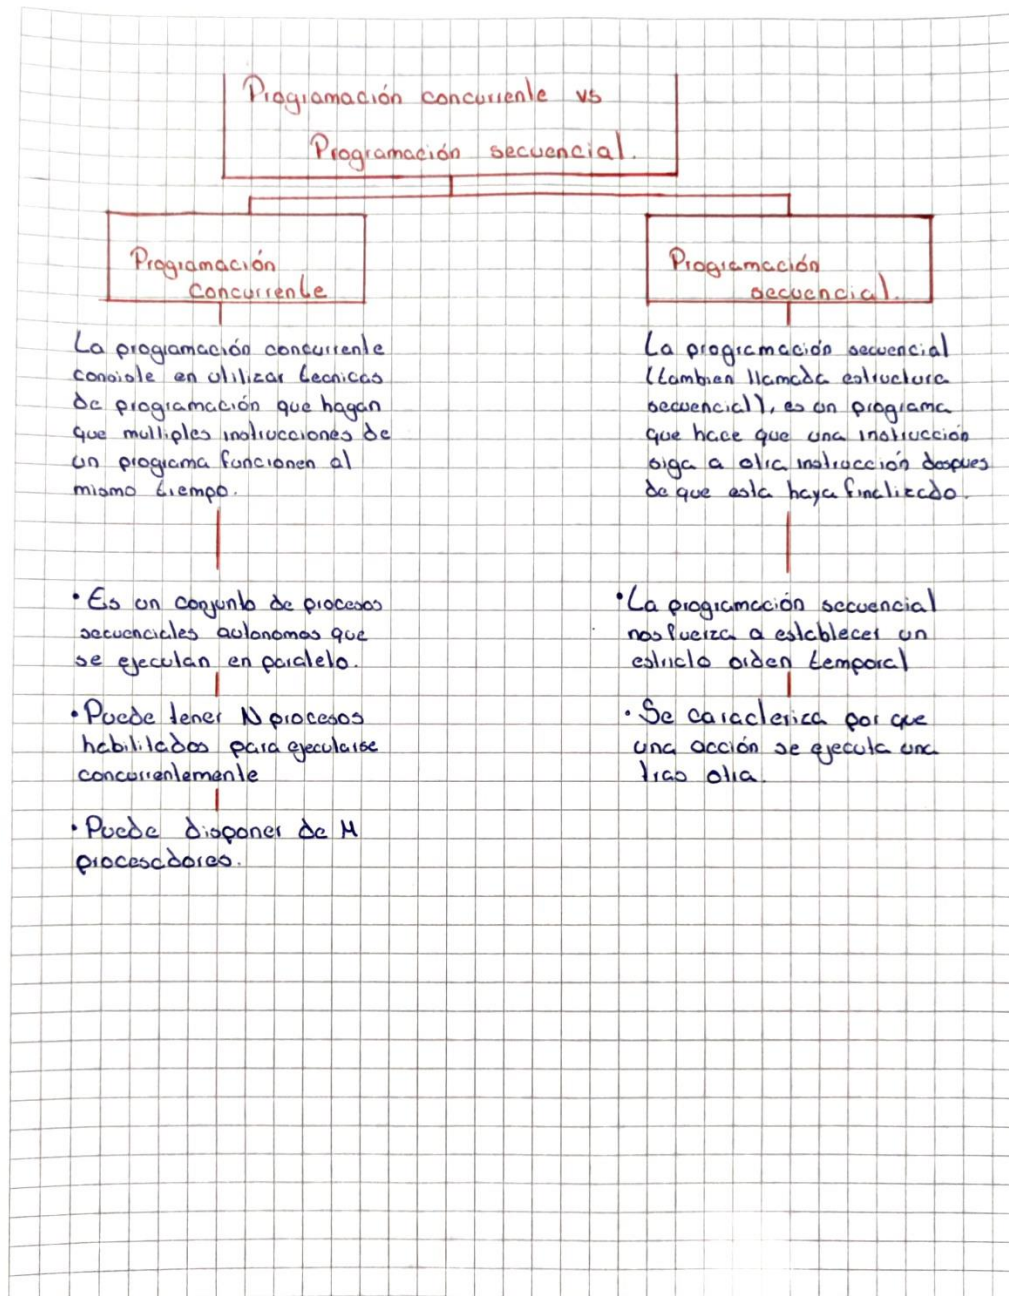 Programación concurrente vs
Programación secuencial.
Programación
concurrente
La programación concurrente
consiste en utilizar tecnicas
de programación que hagan
que multiples instrucciones de
un programa funcionen al
mismo tiempo.
• Es un conjunto de procesos
secuenciales autonomos que
se ejecutan en paralelo.
• Puede tener N procesos
habilitados para ejecutarse
concurrentemente
• Puede disponer de M
procesadores.
Programación
secuencial.
La programación secuencial
(tambien llamada estructura
secuencial), es un programa
que hace que una instrucción
siga a otra instrucción despues
de que esta haya finalizado.
• La programación secuencial
nos fuerza a establecer un
estricto orden temporal
• Se caracteriza por que
una acción se ejecuta una
tras otra.